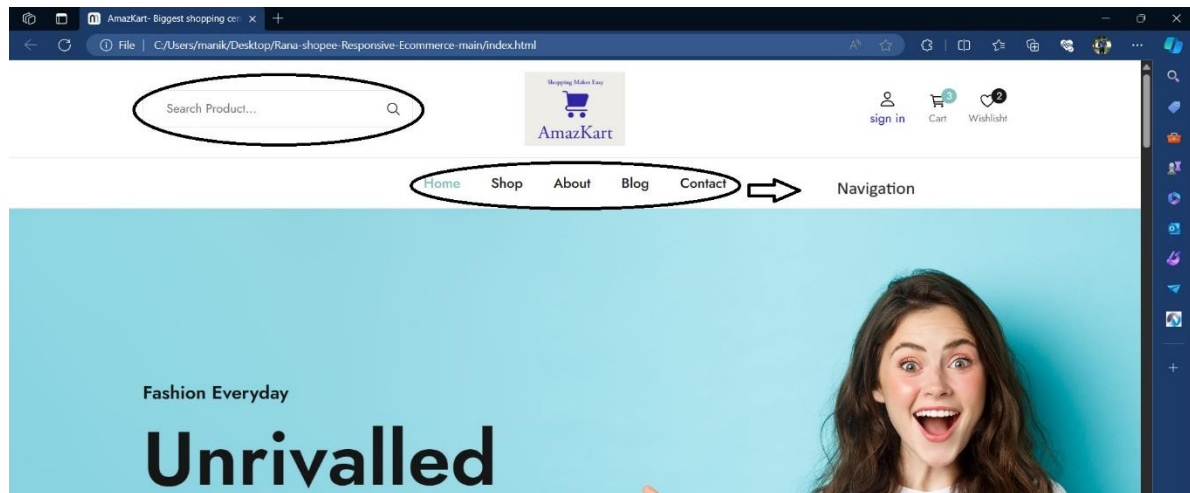 AmazKart- Biggest shopping cen
File | C:/Users/manik/Desktop/Rana-shopee-Responsive-Ecommerce-main/index.html
Search Product...
Shopping Makes Easy
AmazKart
sign in
3
Cart
2
Wishlisht
Home Shop About Blog Contact
Navigation
Fashion Everyday
Unrivalled